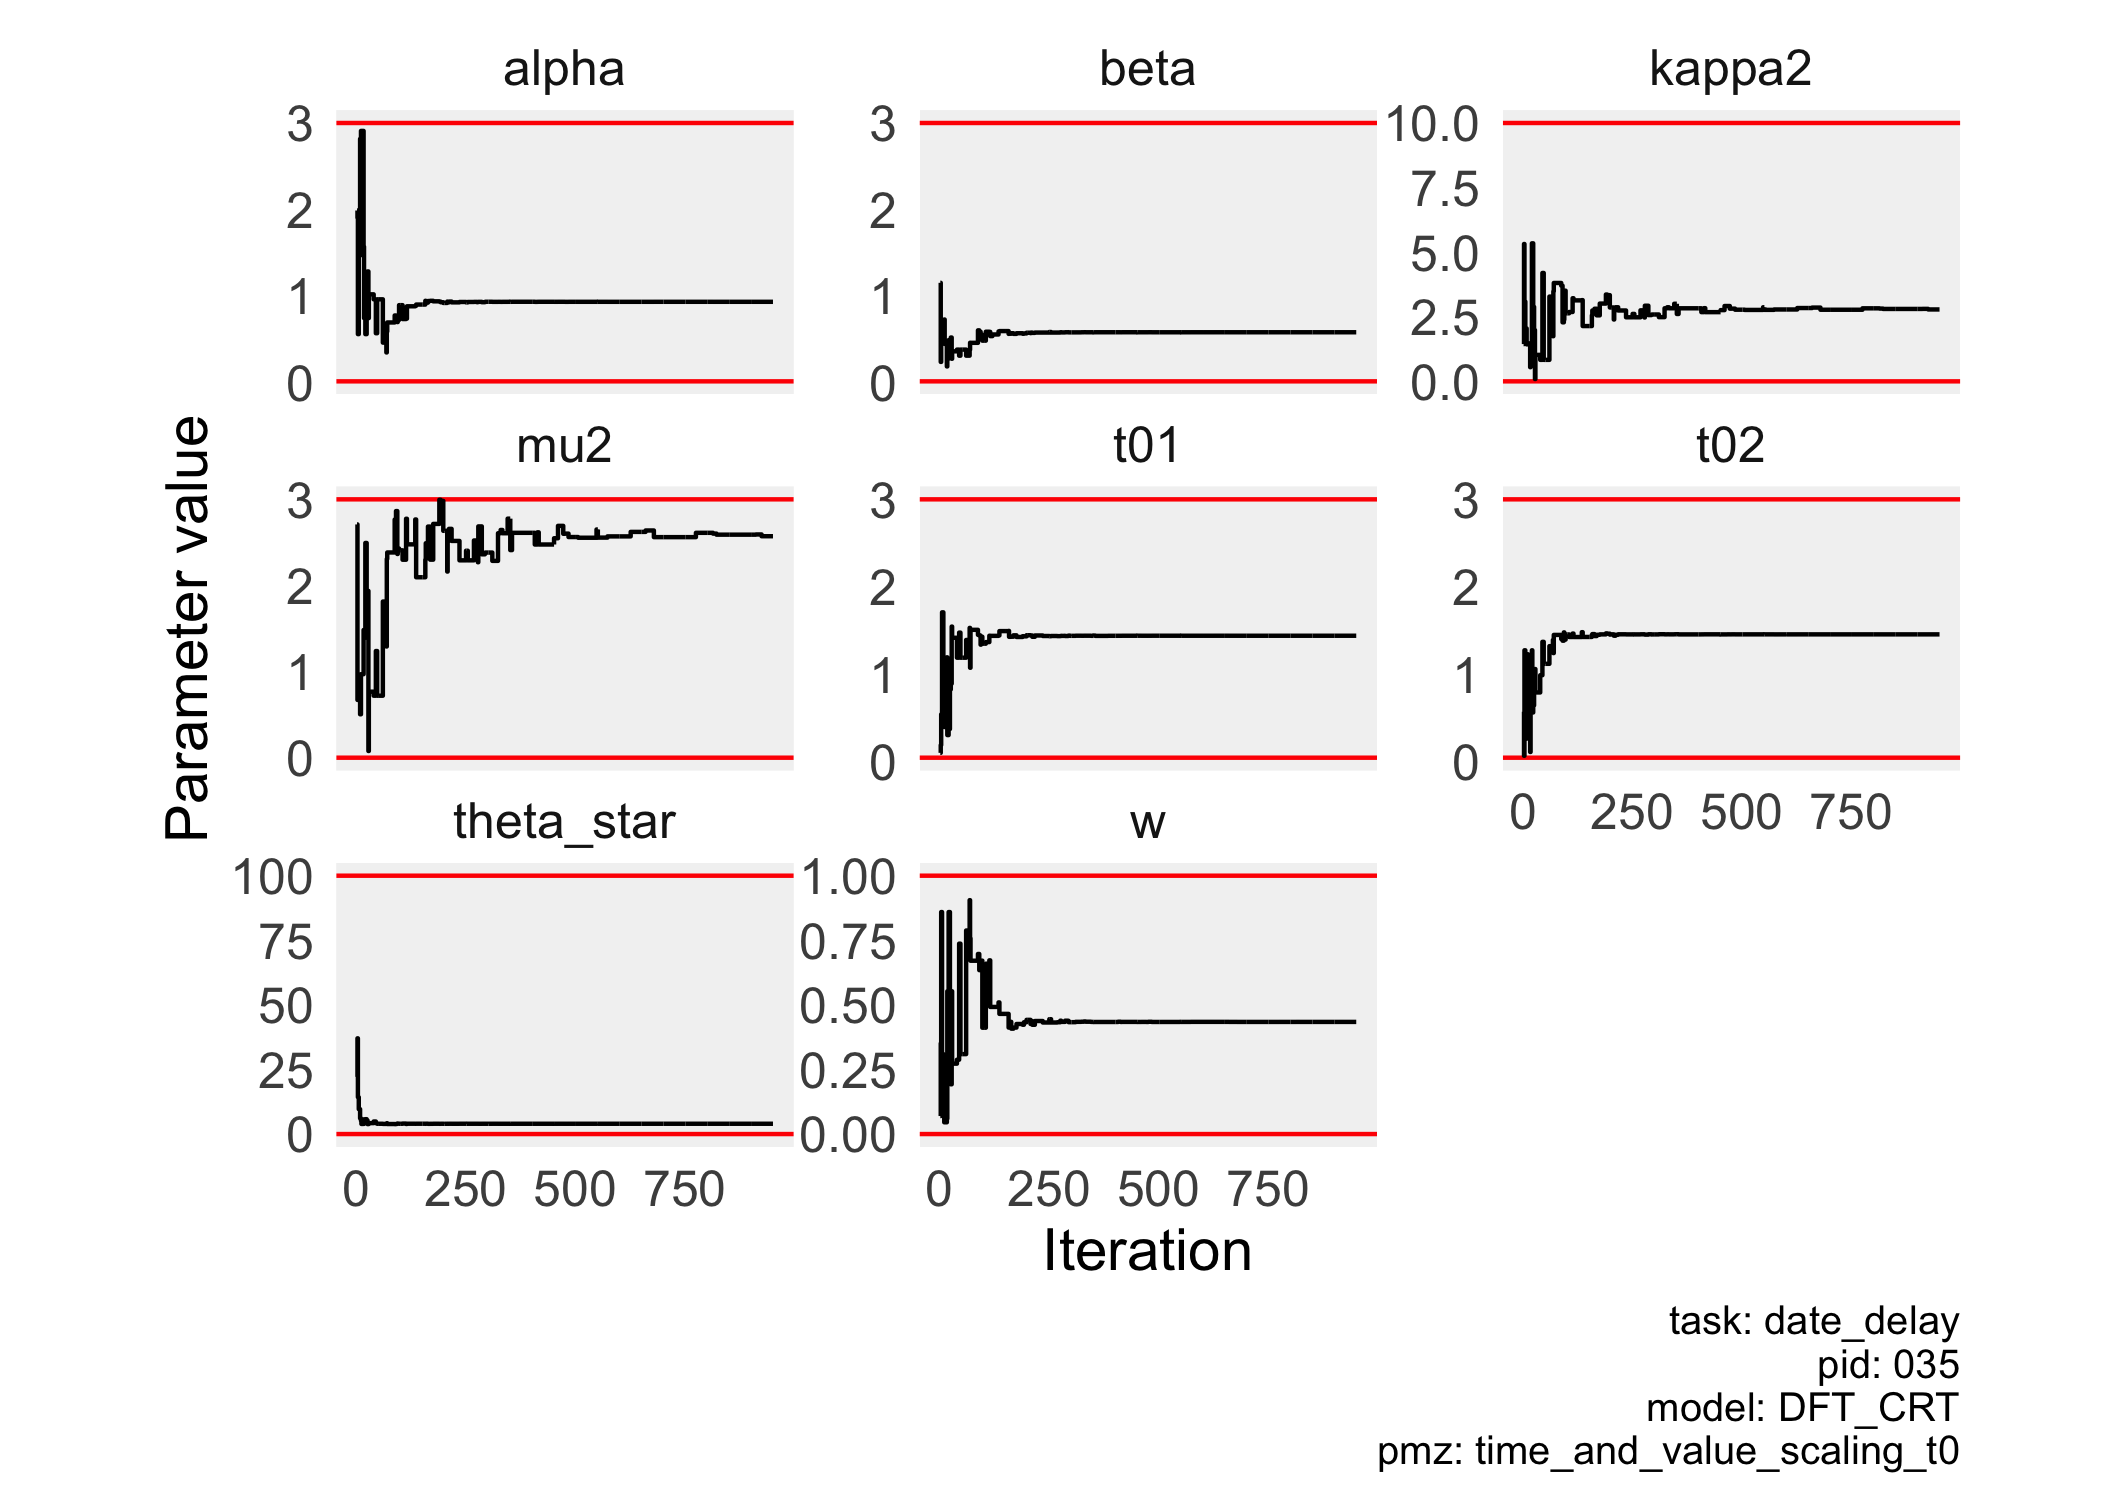 alpha
beta
kappa2
3
2
1
0
3
2
1
0
10.0
7.5
5.0
2.5
0.0
mu2
t01
t02
3
2
1
0
3
2
1
0
3
2
1
0
0 250 500 750
theta_star
w
100
75
50
25
0
1.00
0.75
0.50
0.25
0.00
0 250 500 750
0 250 500 750
Parameter value
Iteration
task: date_delay
pid: 035
model: DFT_CRT
pmz: time_and_value_scaling_t0